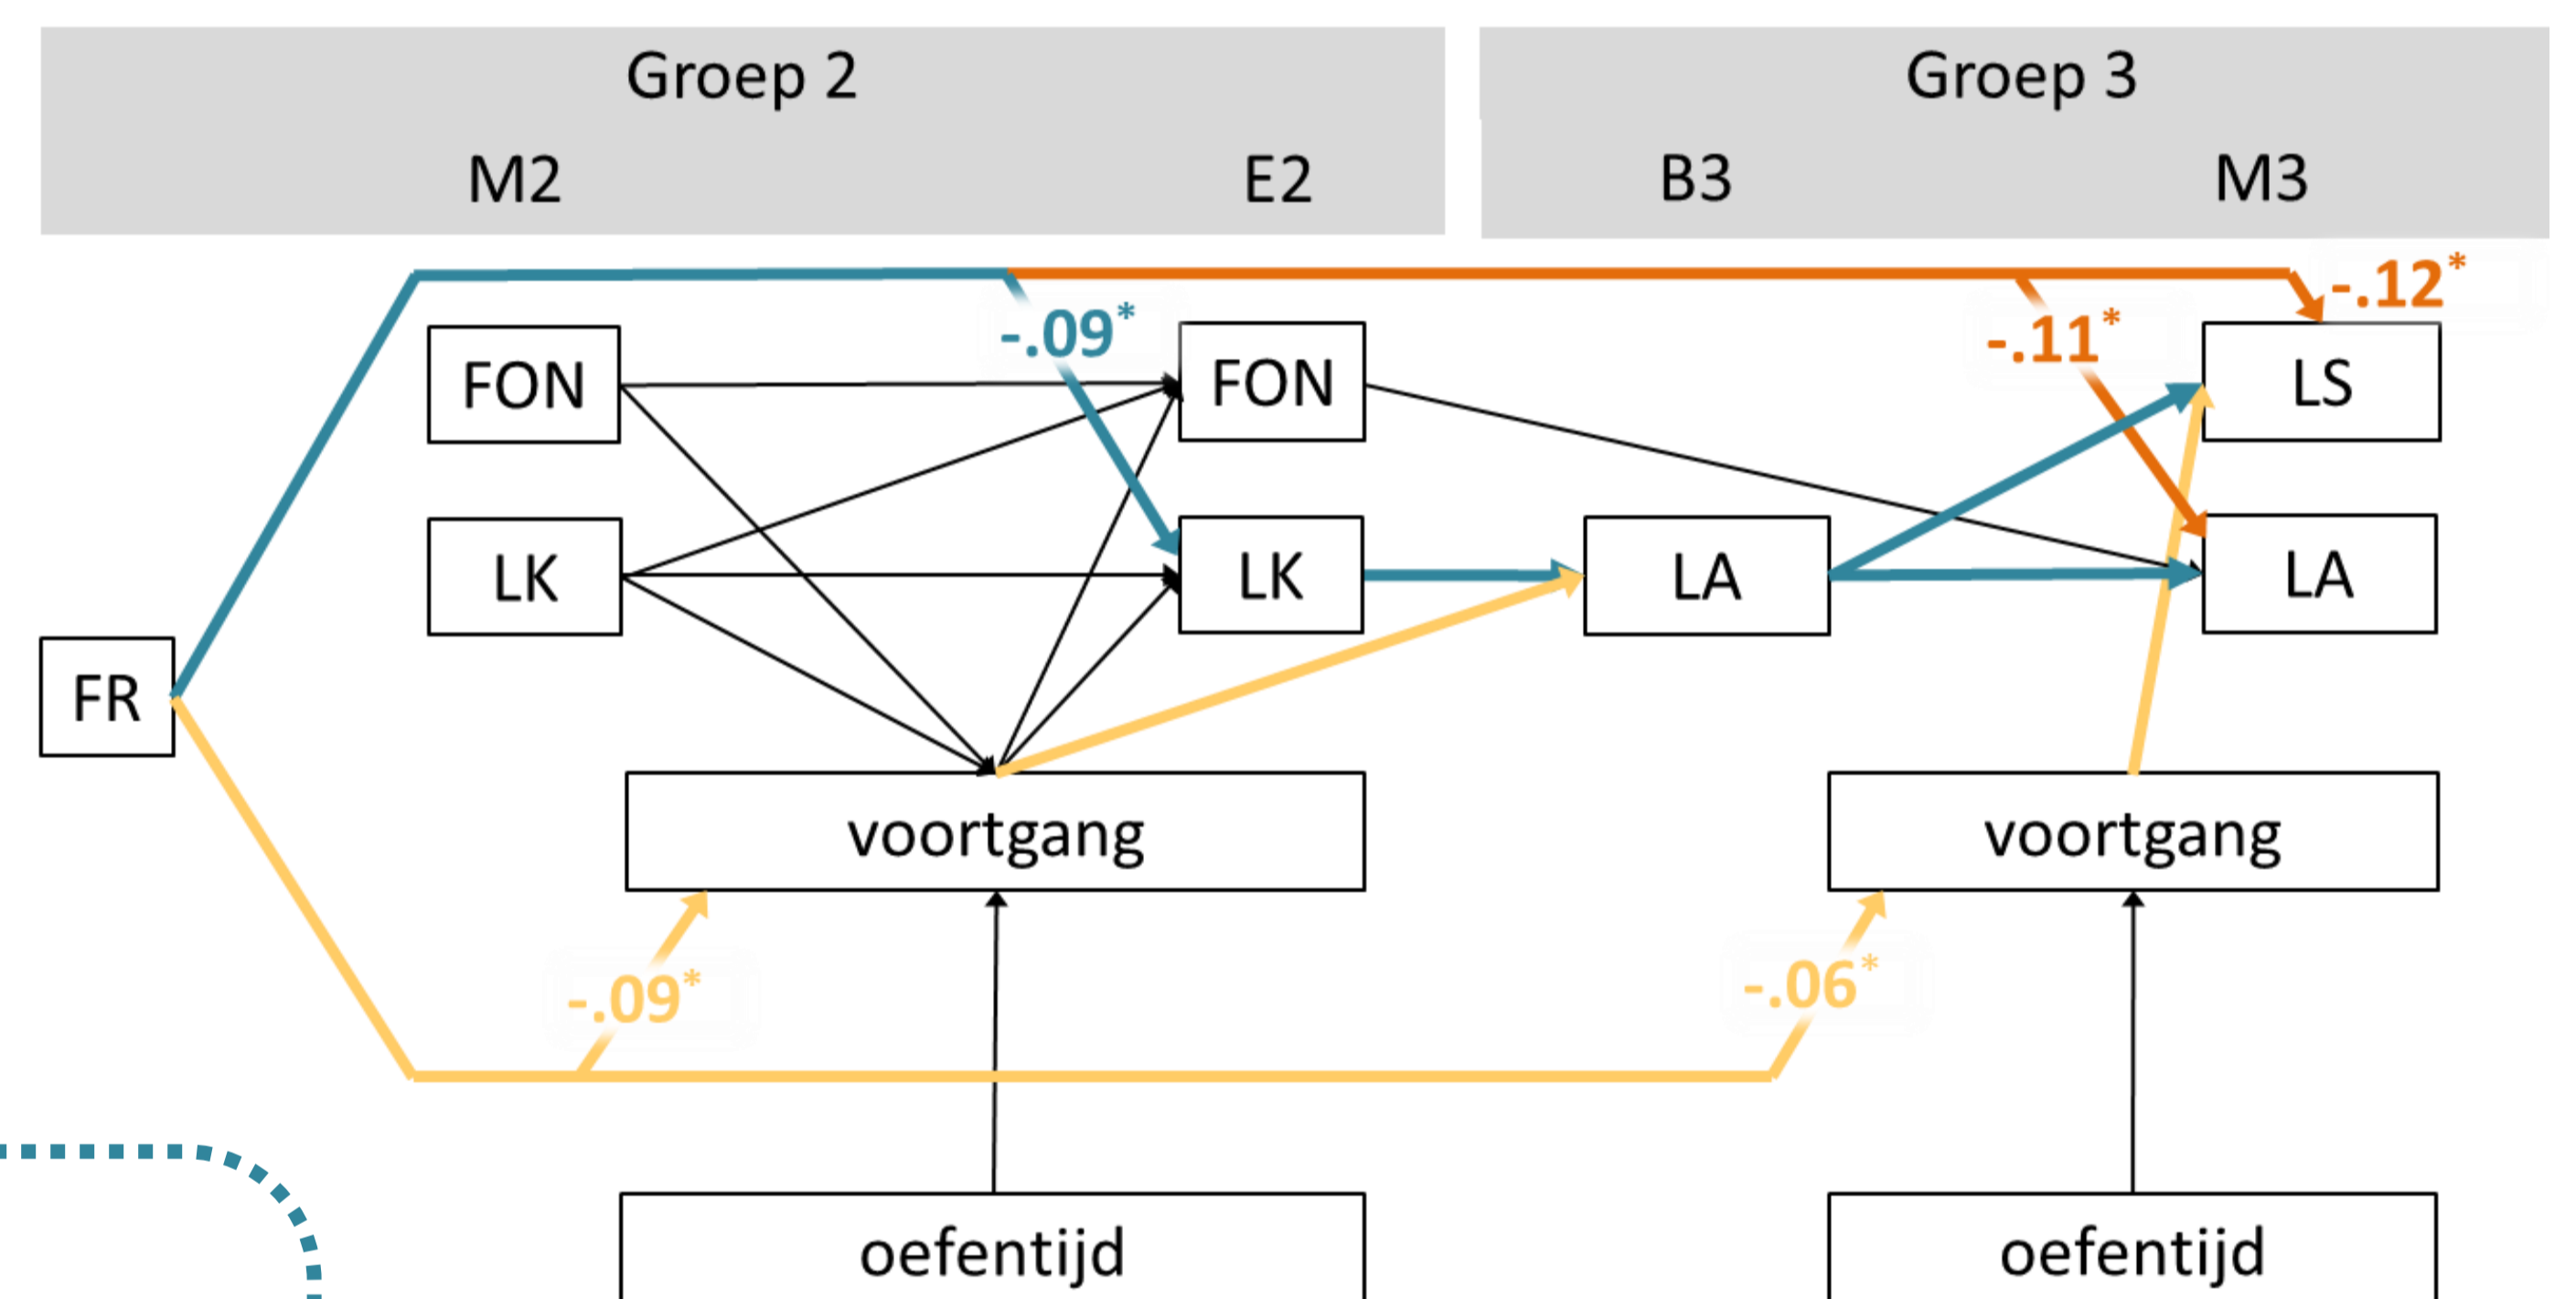 Groep 2
Groep 3
M2
E2
B3
M3
-.12*
-.09*
-.11*
FON
FON
LS
LK
LK
LA
LA
FR
voortgang
voortgang
-.09*
-.06*
oefentijd
oefentijd